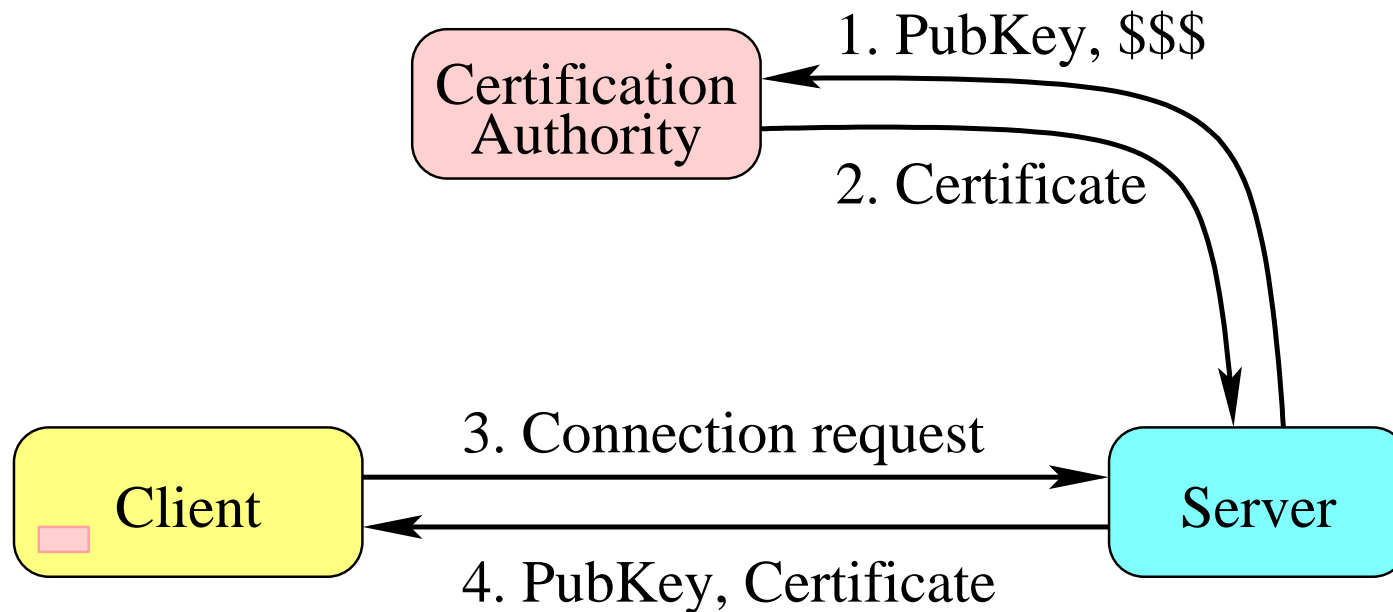 1. PubKey, $$$
Certification
Authority
2. Certificate
3. Connection request
Client
Server
4. PubKey, Certificate